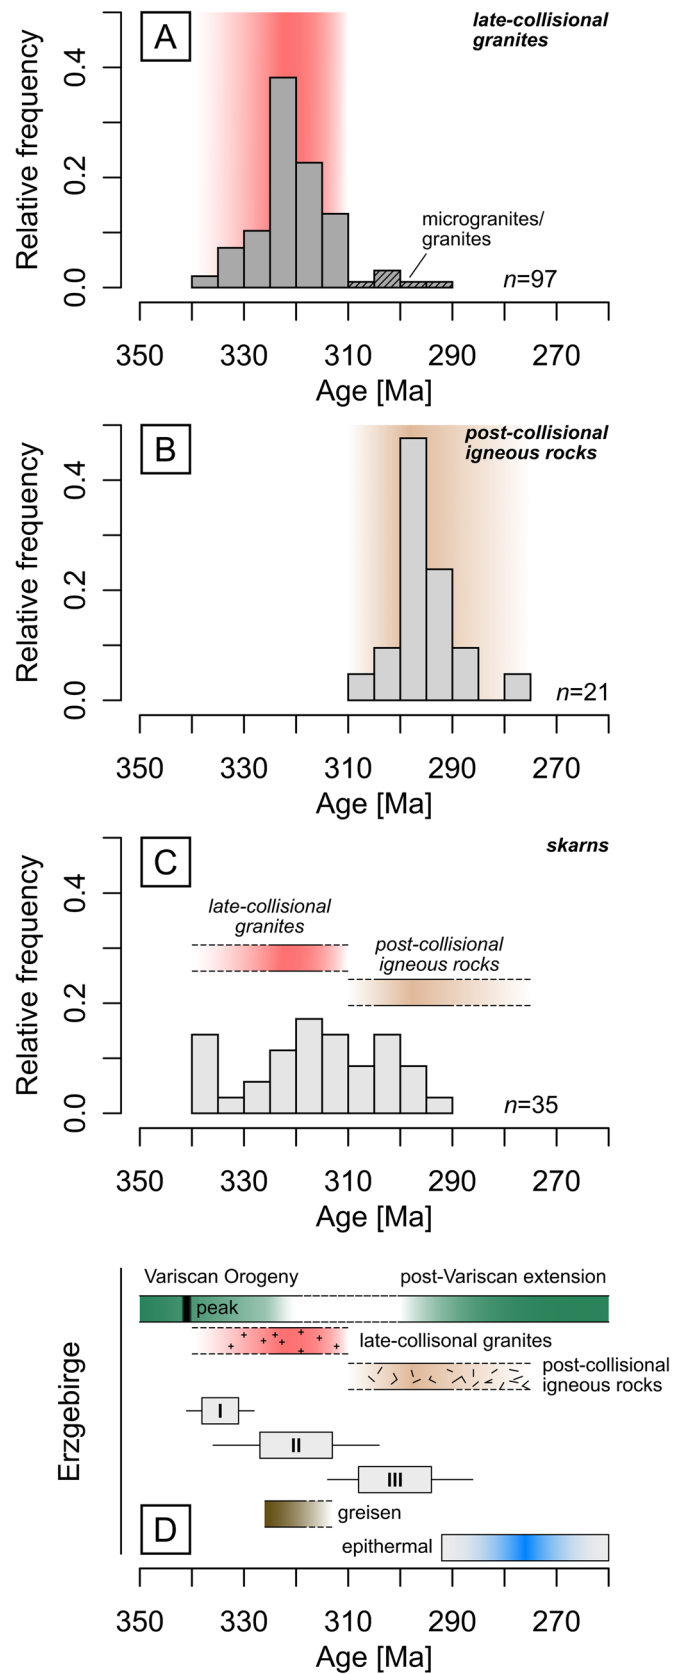 A
late-collisional
granites
Relative frequency
0.4
0.2
0.0
microgranites/
granites
n=97
350 330 310 290 270
Age [Ma]
B
post-collisional
igneous rocks
Relative frequency
0.4
0.2
0.0
n=21
350 330 310 290 270
Age [Ma]
C
skarns
Relative frequency
0.4
0.2
0.0
late-collisional
granites
post-collisional
igneous rocks
n=35
350 330 310 290 270
Age [Ma]
Variscan Orogeny post-Variscan extension
peak
late-collisonal granites
post-collisional
igneous rocks
Erzgebirge
I
II
III
greisen
D
epithermal
350 330 310 290 270
Age [Ma]